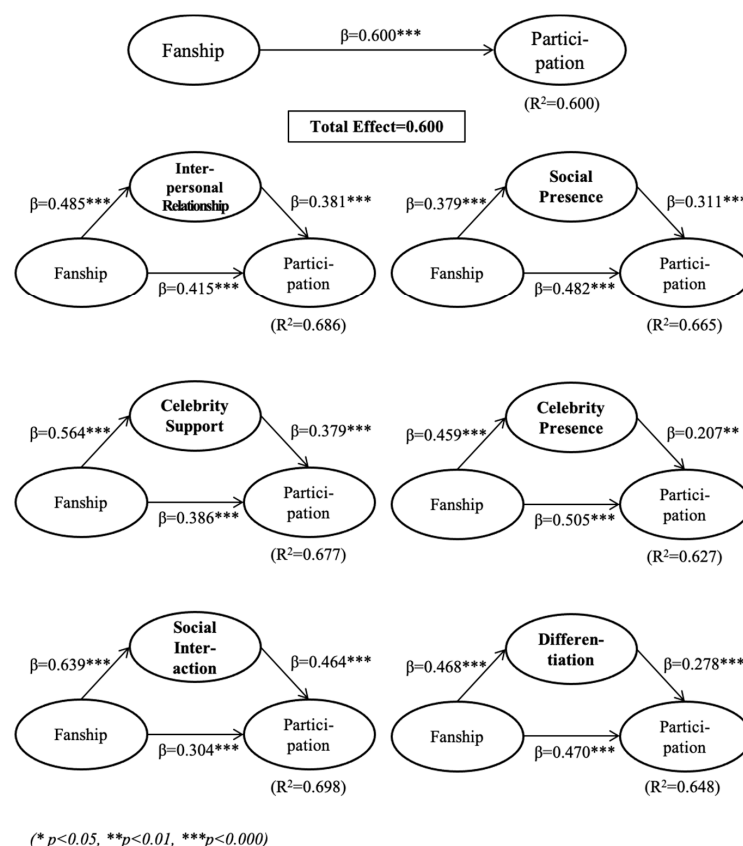 Fanship
β=0.600***
Partici-
pation
(R²=0.600)
Total Effect=0.600
Inter-
personal
Relationship
β=0.485***
β=0.381***
Fanship
β=0.415***
Partici-
pation
(R²=0.686)
Social
Presence
β=0.379***
β=0.311***
Fanship
β=0.482***
Partici-
pation
(R²=0.665)
Celebrity
Support
β=0.564***
β=0.379***
Fanship
β=0.386***
Partici-
pation
(R²=0.677)
Celebrity
Presence
β=0.459***
β=0.207**
Fanship
β=0.505***
Partici-
pation
(R²=0.627)
Social
Inter-
action
β=0.639***
β=0.464***
Fanship
β=0.304***
Partici-
pation
(R²=0.698)
Differen-
tiation
β=0.468***
β=0.278***
Fanship
β=0.470***
Partici-
pation
(R²=0.648)
(* p<0.05, **p<0.01, ***p<0.000)